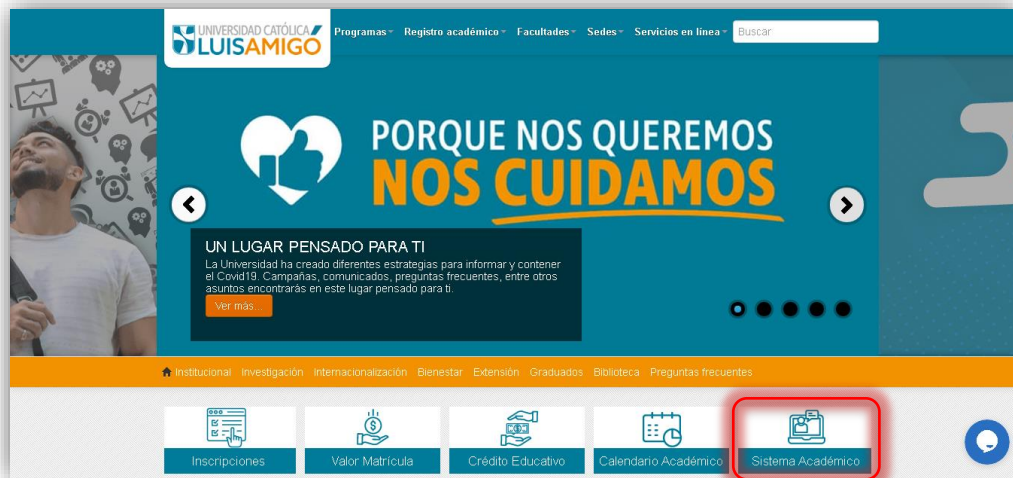 UNIVERSIDAD CATÓLICA
LUIS AMIGÓ
Programas Registro académico Facultades Sedes Servicios en línea Buscar
PORQUE NOS QUEREMOS
NOS CUIDAMOS
UN LUGAR PENSADO PARA TI
La Universidad ha creado diferentes estrategias para informar y contener
el Covid19. Campañas, comunicados, preguntas frecuentes, entre otros
asuntos encontrarás en este lugar pensado para ti.
Ver más...
Institucional Investigación Internacionalización Bienestar Extensión Graduados Biblioteca Preguntas frecuentes
Inscripciones Valor Matrícula Crédito Educativo Calendario Académico Sistema Académico